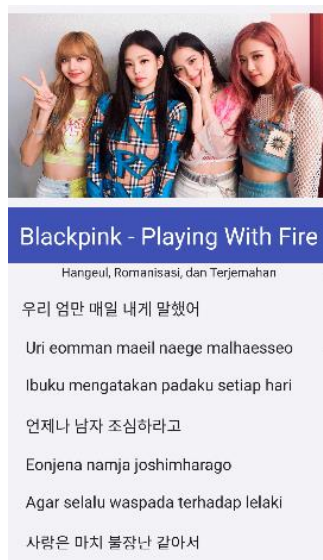 Blackpink - Playing With Fire
Hangeul, Romanisasi, dan Terjemahan
우리 엄만 매일 내게 말했어
Uri eomman maeil naege malhaesseo
Ibuku mengatakan padaku setiap hari
언제나 남자 조심하라고
Eonjena namja joshimharago
Agar selalu waspada terhadap lelaki
사랑은 마치 불장난 같아서